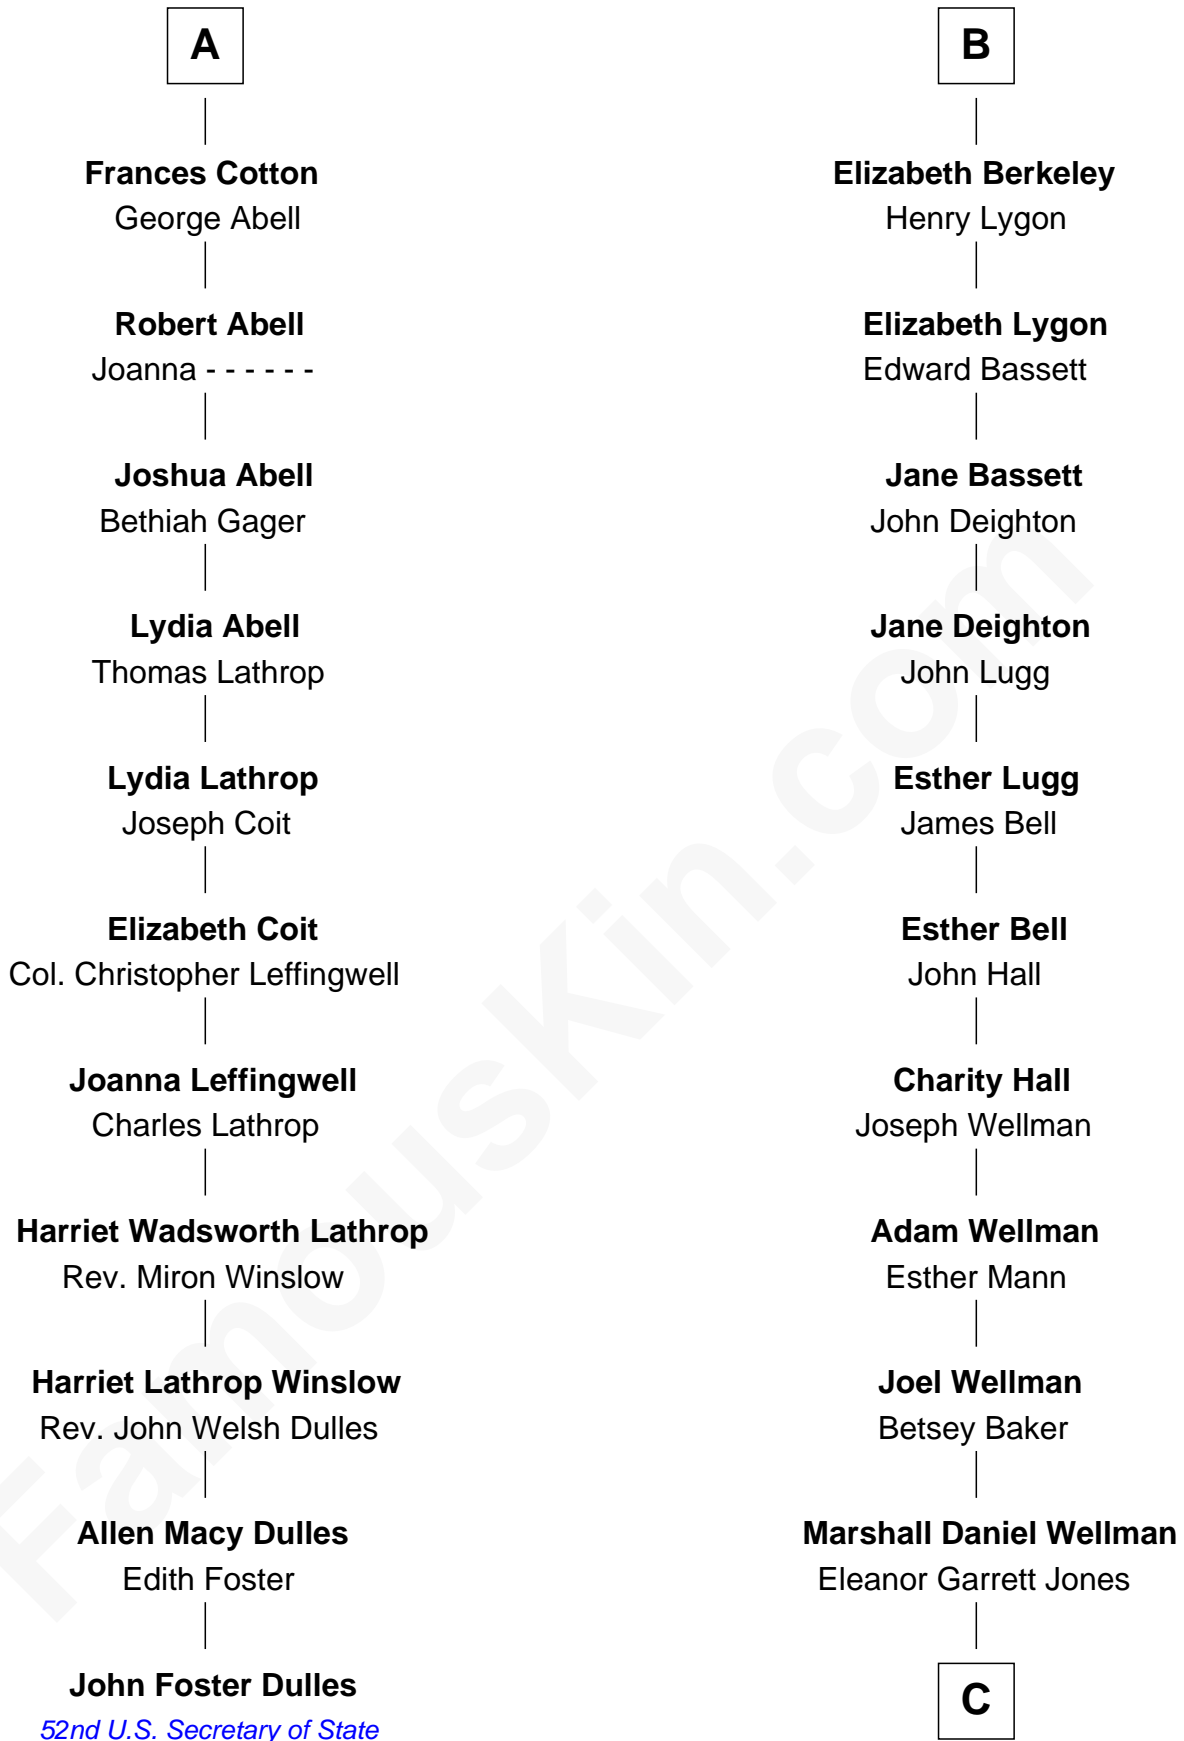 A
Frances Cotton
George Abell
Robert Abell
Joanna - - - - - -
Joshua Abell
Bethiah Gager
Lydia Abell
Thomas Lathrop
Lydia Lathrop
Joseph Coit
Elizabeth Coit
Col. Christopher Leffingwell
Joanna Leffingwell
Charles Lathrop
Harriet Wadsworth Lathrop
Rev. Miron Winslow
Harriet Lathrop Winslow
Rev. John Welsh Dulles
Allen Macy Dulles
Edith Foster
John Foster Dulles
52nd U.S. Secretary of State
B
Elizabeth Berkeley
Henry Lygon
Elizabeth Lygon
Edward Bassett
Jane Bassett
John Deighton
Jane Deighton
John Lugg
Esther Lugg
James Bell
Esther Bell
John Hall
Charity Hall
Joseph Wellman
Adam Wellman
Esther Mann
Joel Wellman
Betsey Baker
Marshall Daniel Wellman
Eleanor Garrett Jones
C
FamousKin.com